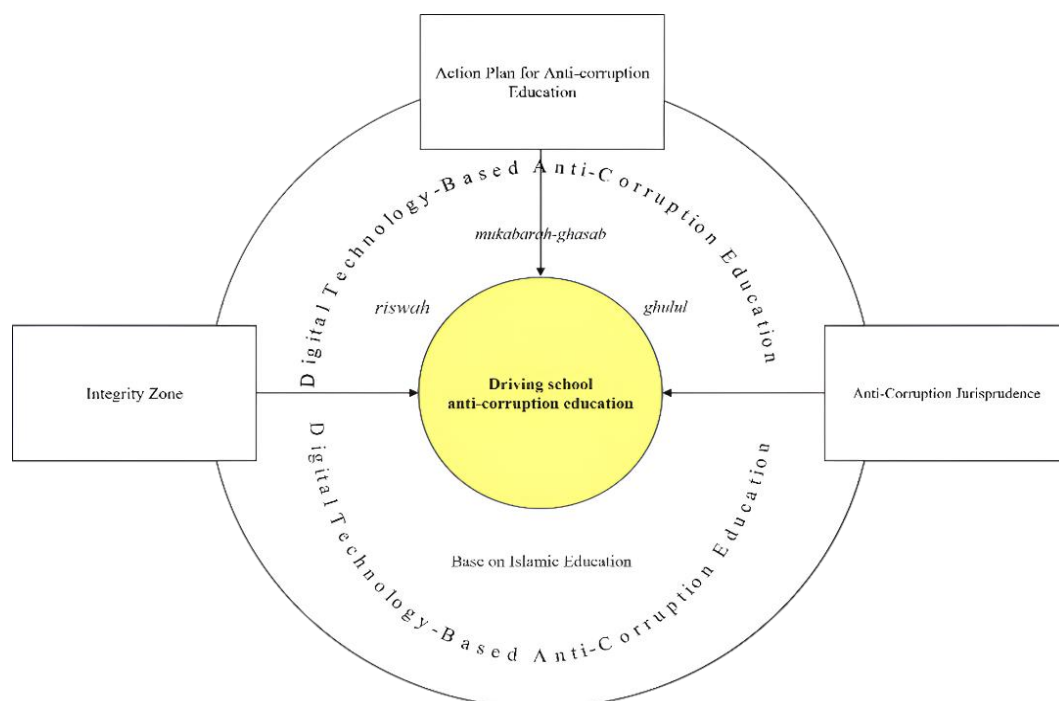 Action Plan for Anti-corruption
Education
Digital Technology-Based Anti-Corruption Education
mukabarah-ghasab
riswah
ghulul
Integrity Zone
Driving school
anti-corruption education
Anti-Corruption Jurisprudence
Base on Islamic Education
Digital Technology-Based Anti-Corruption Education